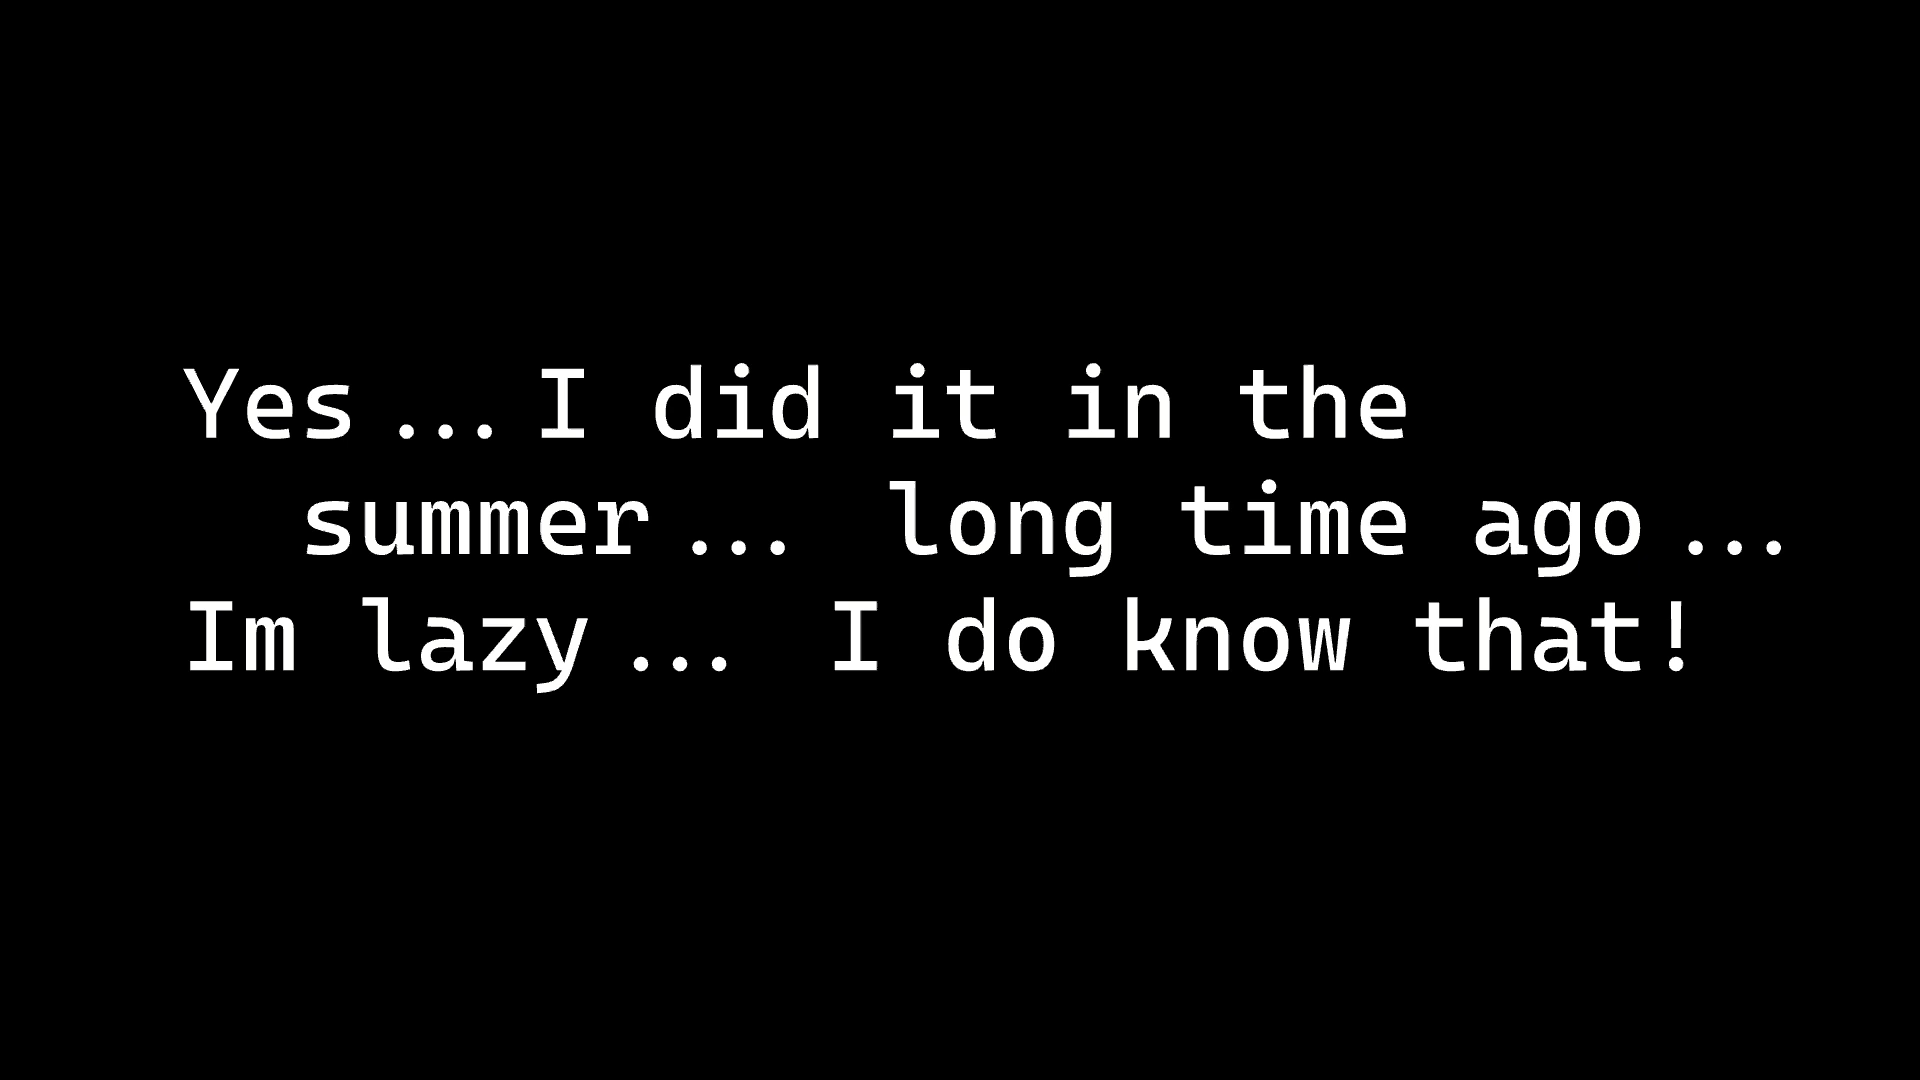 Yes...I did it in the
summer... long time ago...
Im lazy... I do know that!